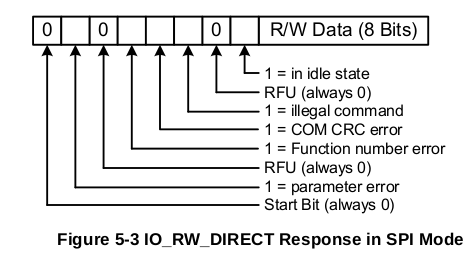 0 0 0 R/W Data (8 Bits)
1 = in idle state
RFU (always 0)
1 = illegal command
1 = COM CRC error
1 = Function number error
RFU (always 0)
1 = parameter error
Start Bit (always 0)
Figure 5-3 IO_RW_DIRECT Response in SPI Mode